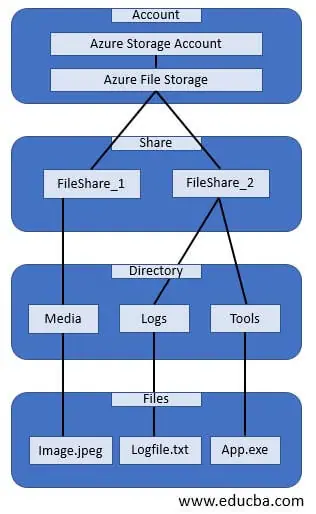 Account
Azure Storage Account
Azure File Storage
Share
FileShare_1
FileShare_2
Directory
Media
Logs
Tools
Files
Image.jpeg
Logfile.txt
App.exe
www.educba.com